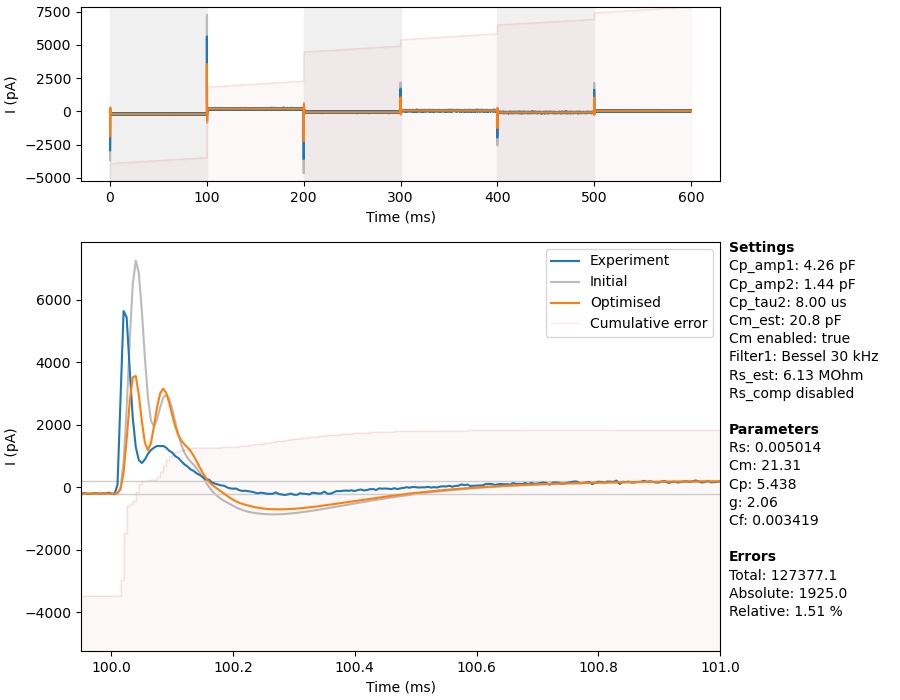 7500
5000
2500
0
−2500
−5000
I (pA)
0 100 200 300 400 500 600
Time (ms)
6000
4000
2000
0
−2000
−4000
I (pA)
100.0 100.2 100.4 100.6 100.8 101.0
Time (ms)
Experiment
Initial
Optimised
Cumulative error
Settings
Cp_amp1: 4.26 pF
Cp_amp2: 1.44 pF
Cp_tau2: 8.00 us
Cm_est: 20.8 pF
Cm enabled: true
Filter1: Bessel 30 kHz
Rs_est: 6.13 MOhm
Rs_comp disabled
Parameters
Rs: 0.005014
Cm: 21.31
Cp: 5.438
g: 2.06
Cf: 0.003419
Errors
Total: 127377.1
Absolute: 1925.0
Relative: 1.51 %